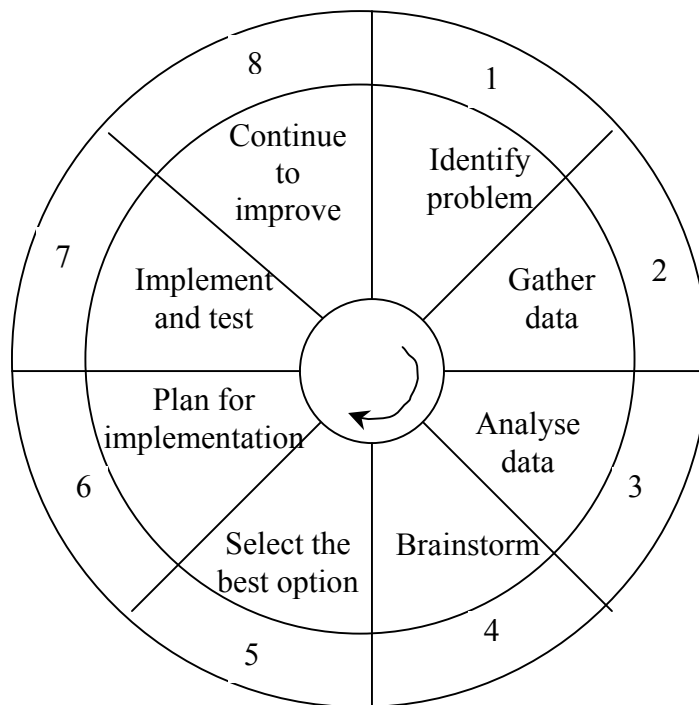 1
Identify
problem
2
Gather
data
3
Analyse
data
4
Brainstorm
5
Select the
best option
6
Plan for
implementation
7
Implement
and test
8
Continue
to
improve